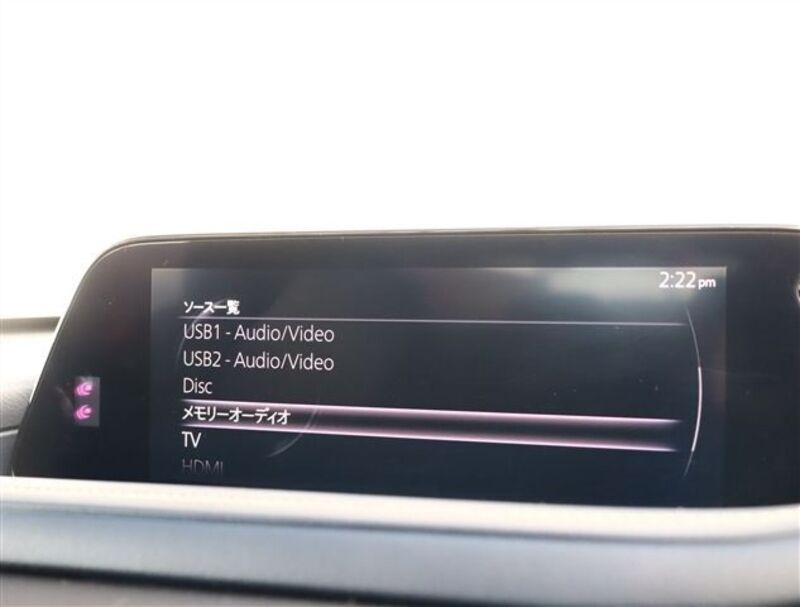 2:22 pm
ソース一覧
USB1 - Audio/Video
USB2 - Audio/Video
Disc
メモリーオーディオ
TV
HDMI